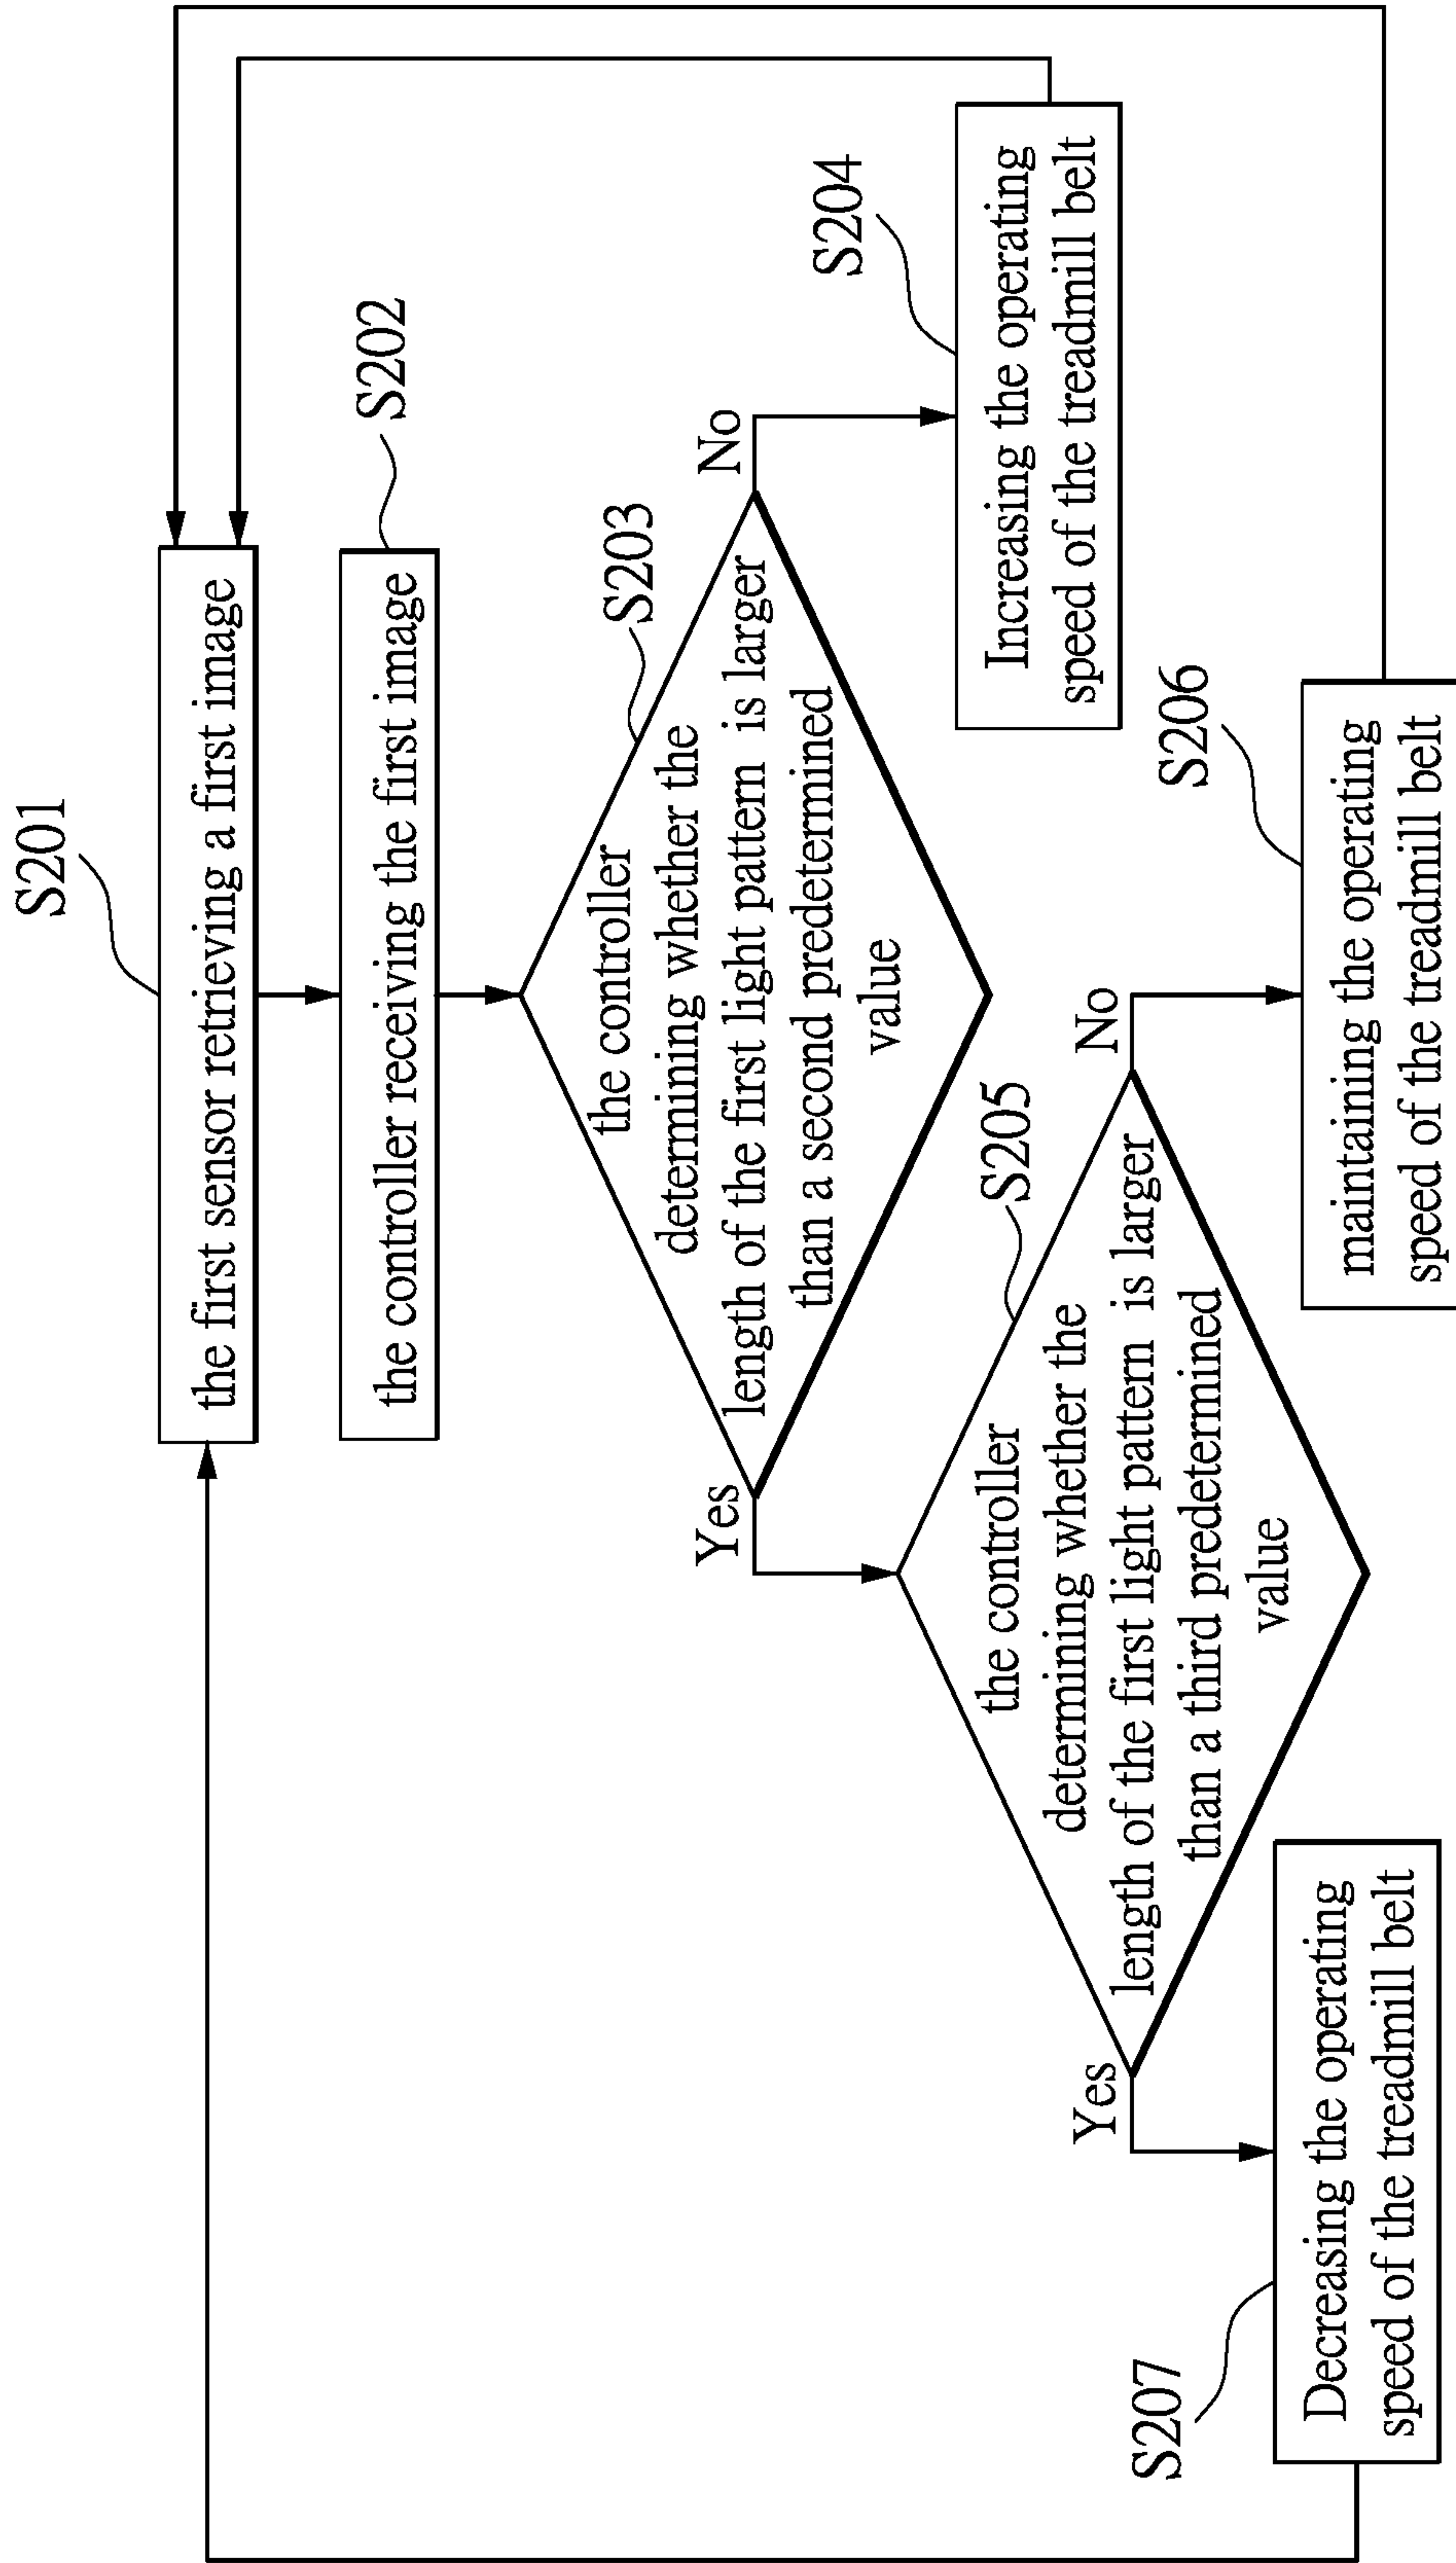 S201
the first sensor retrieving a first image
S202
the controller receiving the first image
S203
the controller
determining whether the
length of the first light pattern is larger
than a second predetermined
value
Yes
No
S204
Increasing the operating
speed of the treadmill belt
S205
the controller
determining whether the
length of the first light pattern is larger
than a third predetermined
value
Yes
No
S206
maintaining the operating
speed of the treadmill belt
S207
Decreasing the operating
speed of the treadmill belt